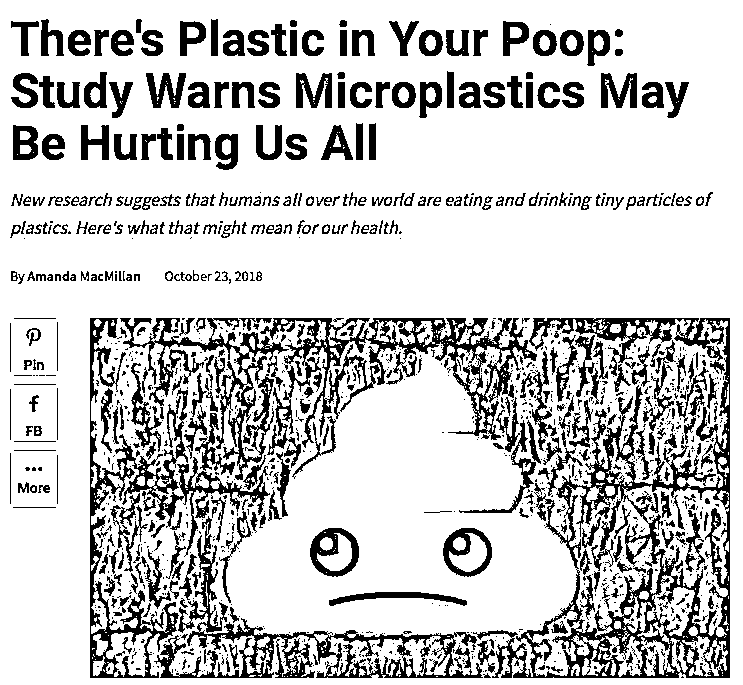 There's Plastic in Your Poop:
Study Warns Microplastics May
Be Hurting Us All
New research suggests that humans all over the world are eating and drinking tiny particles of
plastics. Here's what that might mean for our health.
By Amanda MacMillan October 23, 2018
Pin
FB
More